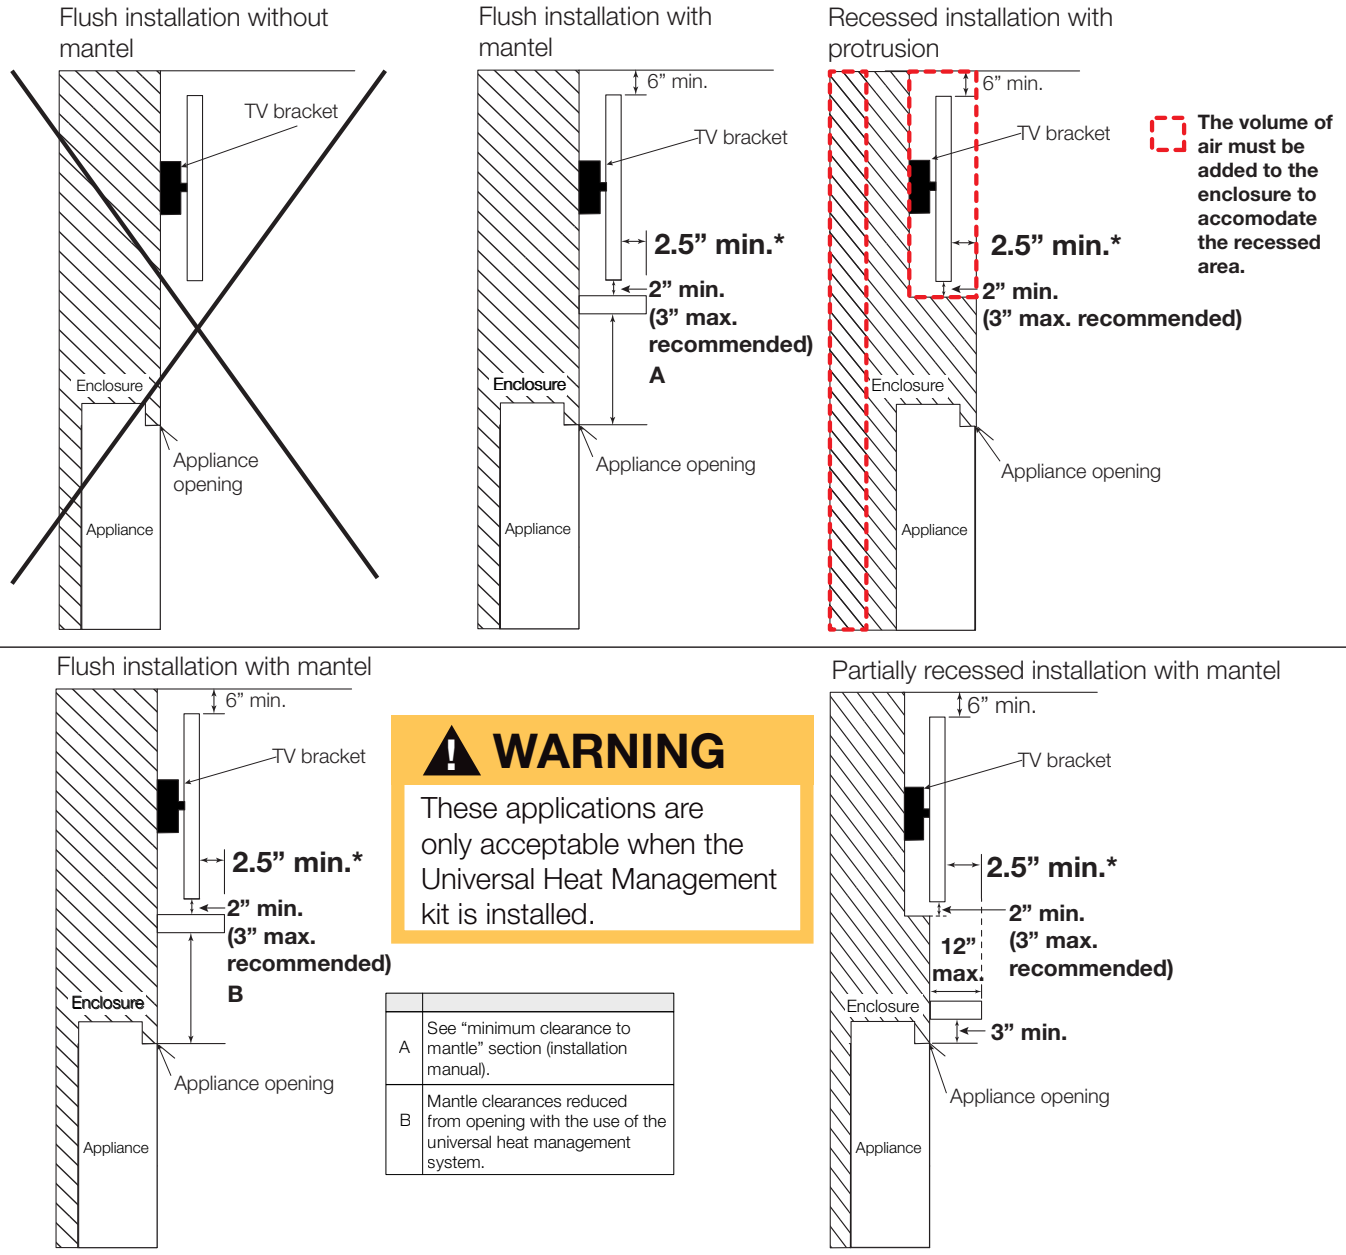 Flush installation without
mantel
TV bracket
Enclosure
Appliance
opening
Appliance
Flush installation with
mantel
6” min.
TV bracket
2.5” min.*
2” min.
(3” max.
recommended)
A
Enclosure
Appliance opening
Appliance
Recessed installation with
protrusion
6” min.
TV bracket
2.5” min.*
2” min.
(3” max. recommended)
Enclosure
Appliance opening
Appliance
The volume of
air must be
added to the
enclosure to
accomodate
the recessed
area.
Flush installation with mantel
6” min.
TV bracket
2.5” min.*
2” min.
(3” max.
recommended)
B
Enclosure
Appliance opening
Appliance
WARNING
These applications are
only acceptable when the
Universal Heat Management
kit is installed.
A
See “minimum clearance to
mantle” section (installation
manual).
B
Mantle clearances reduced
from opening with the use of the
universal heat management
system.
Partially recessed installation with mantel
6” min.
TV bracket
2.5” min.*
2” min.
(3” max.
recommended)
12”
max.
Enclosure
3” min.
Appliance opening
Appliance